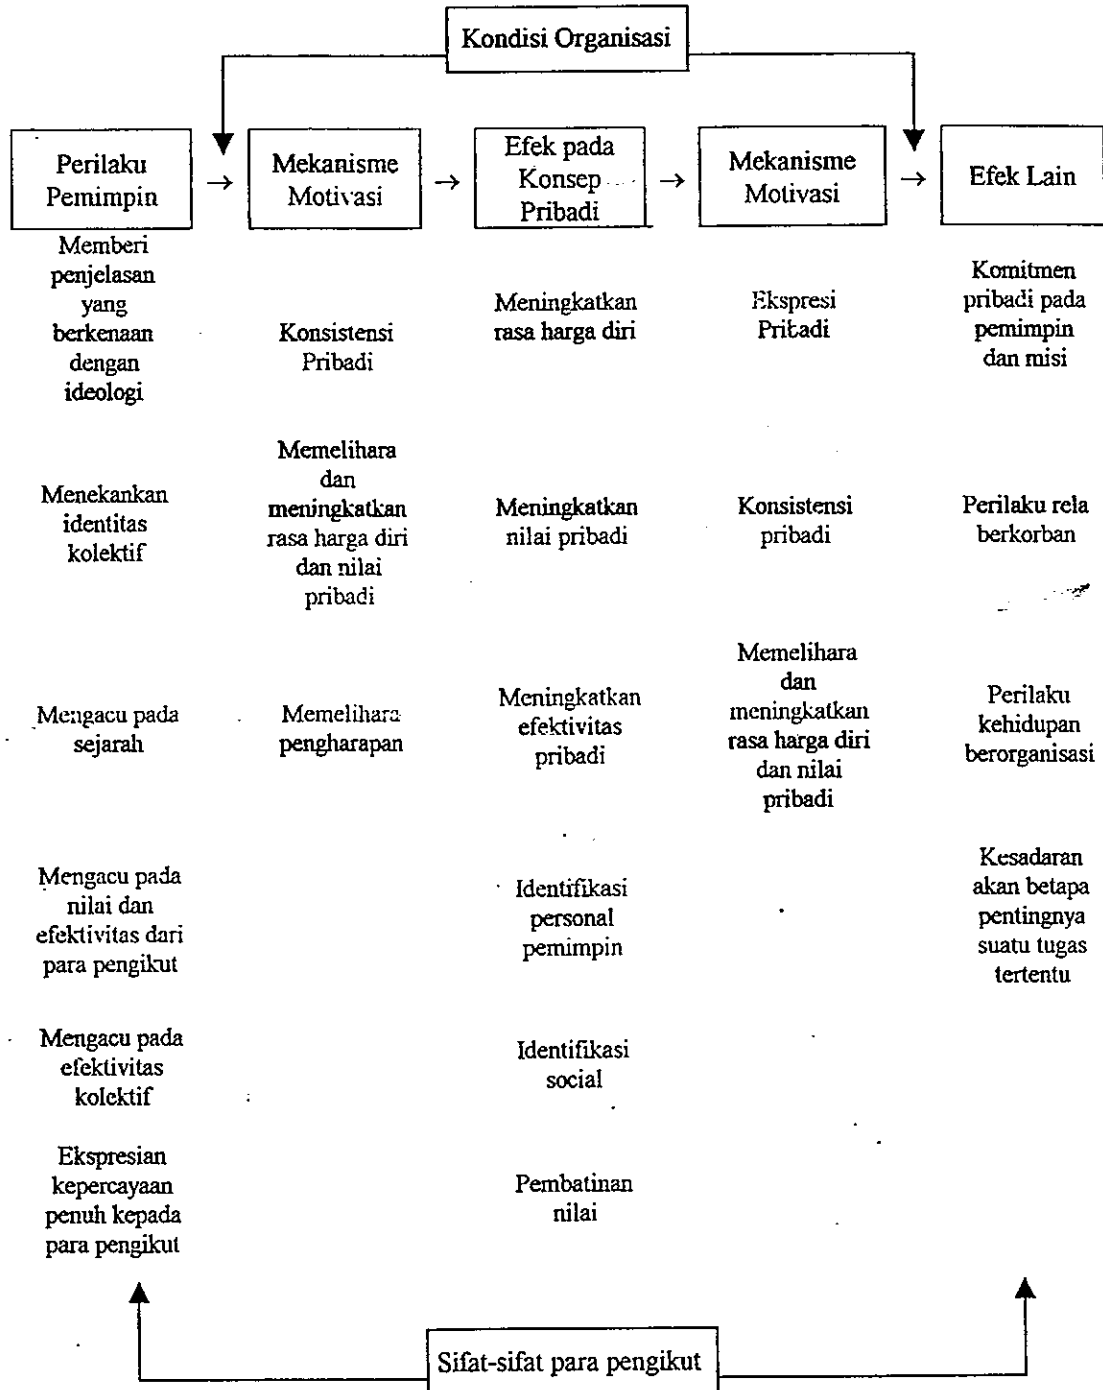 Kondisi Organisasi
Perilaku
Pemimpin
→
Mekanisme
Motivasi
→
Efek pada
Konsep
Pribadi
→
Mekanisme
Motivasi
→
Efek Lain
Memberi
penjelasan
yang
berkenaan
dengan
ideologi
Konsistensi
Pribadi
Meningkatkan
rasa harga diri
Ekspresi
Pribadi
Komitmen
pribadi pada
pemimpin
dan misi
Menekankan
identitas
kolektif
Memelihara
dan
meningkatkan
rasa harga diri
dan nilai
pribadi
Meningkatkan
nilai pribadi
Konsistensi
pribadi
Perilaku rela
berkorban
Mengacu pada
sejarah
Memelihara
pengharapan
Meningkatkan
efektivitas
pribadi
Memelihara
dan
meningkatkan
rasa harga diri
dan nilai
pribadi
Perilaku
kehidupan
berorganisasi
Mengacu pada
nilai dan
efektivitas dari
para pengikut
Identifikasi
personal
pemimpin
Kesadaran
akan betapa
pentingnya
suatu tugas
tertentu
Mengacu pada
efektivitas
kolektif
Identifikasi
social
Ekspresian
kepercayaan
penuh kepada
para pengikut
Pembatinan
nilai
Sifat-sifat para pengikut